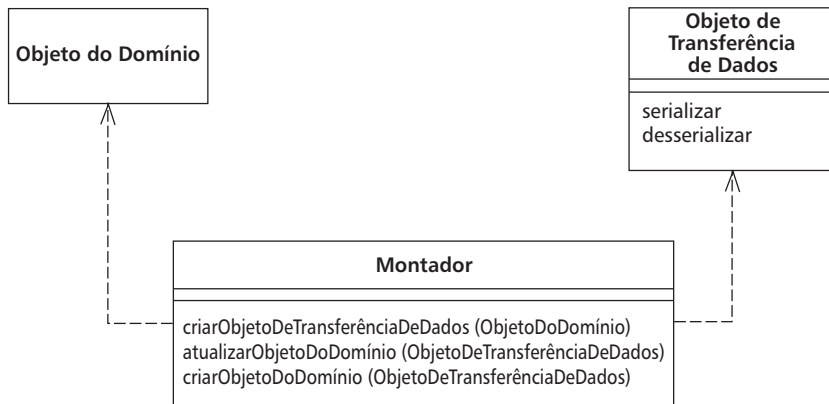 Objeto do Domínio
Objeto de
Transferência
de Dados
serializar
desserializar
Montador
criarObjetoDeTransferênciaDeDados (ObjetoDoDomínio)
atualizarObjetoDoDomínio (ObjetoDeTransferênciaDeDados)
criarObjetoDoDomínio (ObjetoDeTransferênciaDeDados)